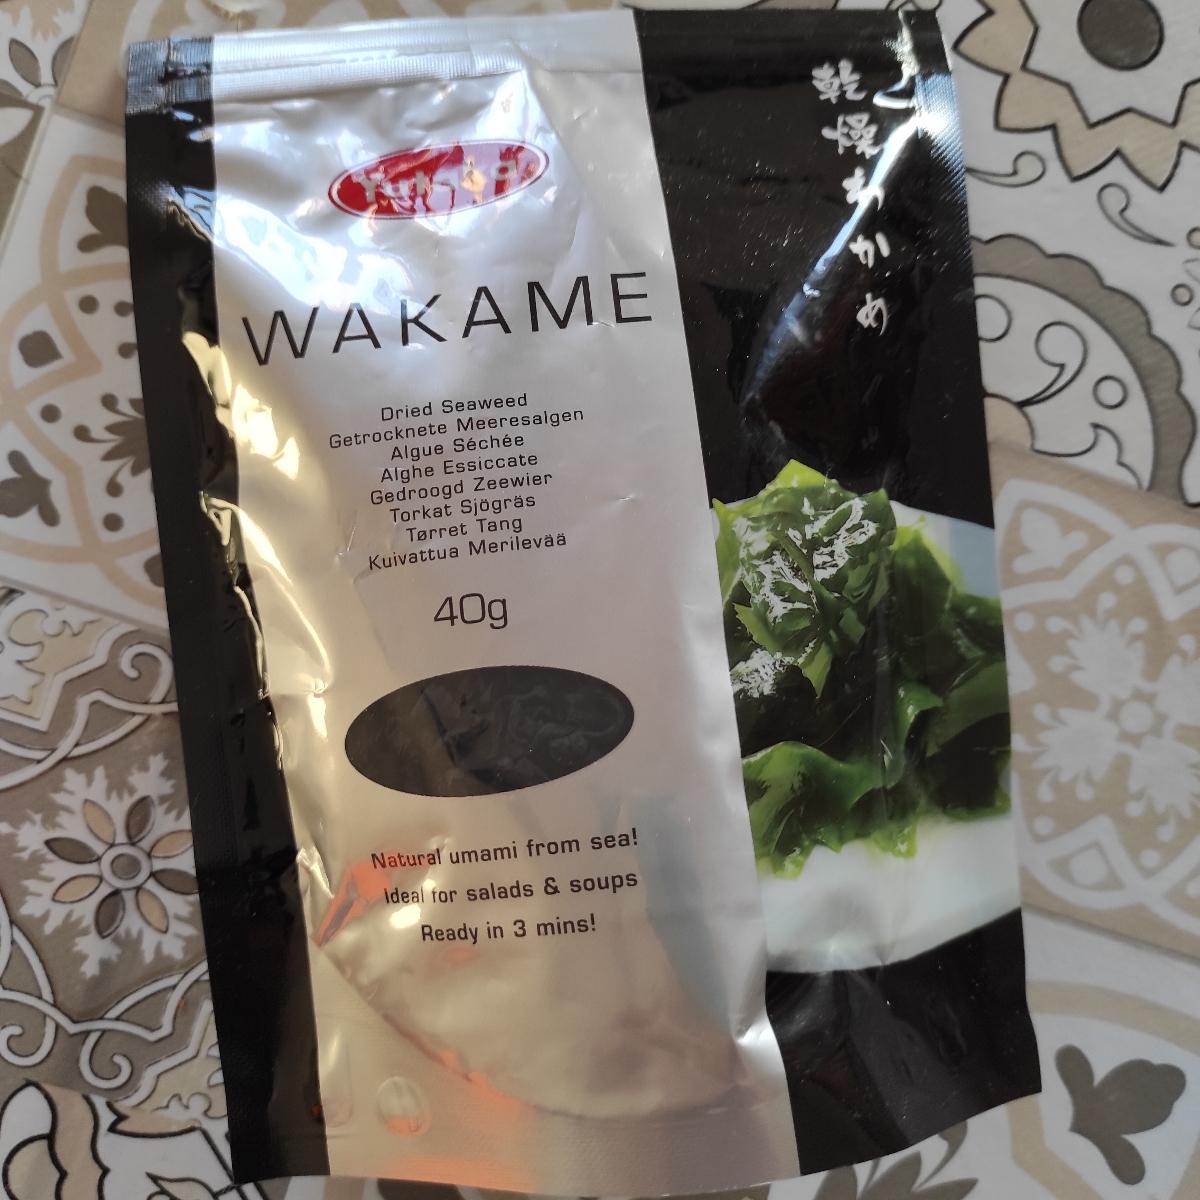 Yutaka
WAKAME
Dried Seaweed
Getrocknete Meeresalgen
Algue Séchée
Alghe Essiccate
Gedroogd Zeewier
Torkat Sjögräs
Tørret Tang
Kuivattua Merilevää
40g
Natural umami from sea!
Ideal for salads & soups
Ready in 3 mins!
乾燥わかめ